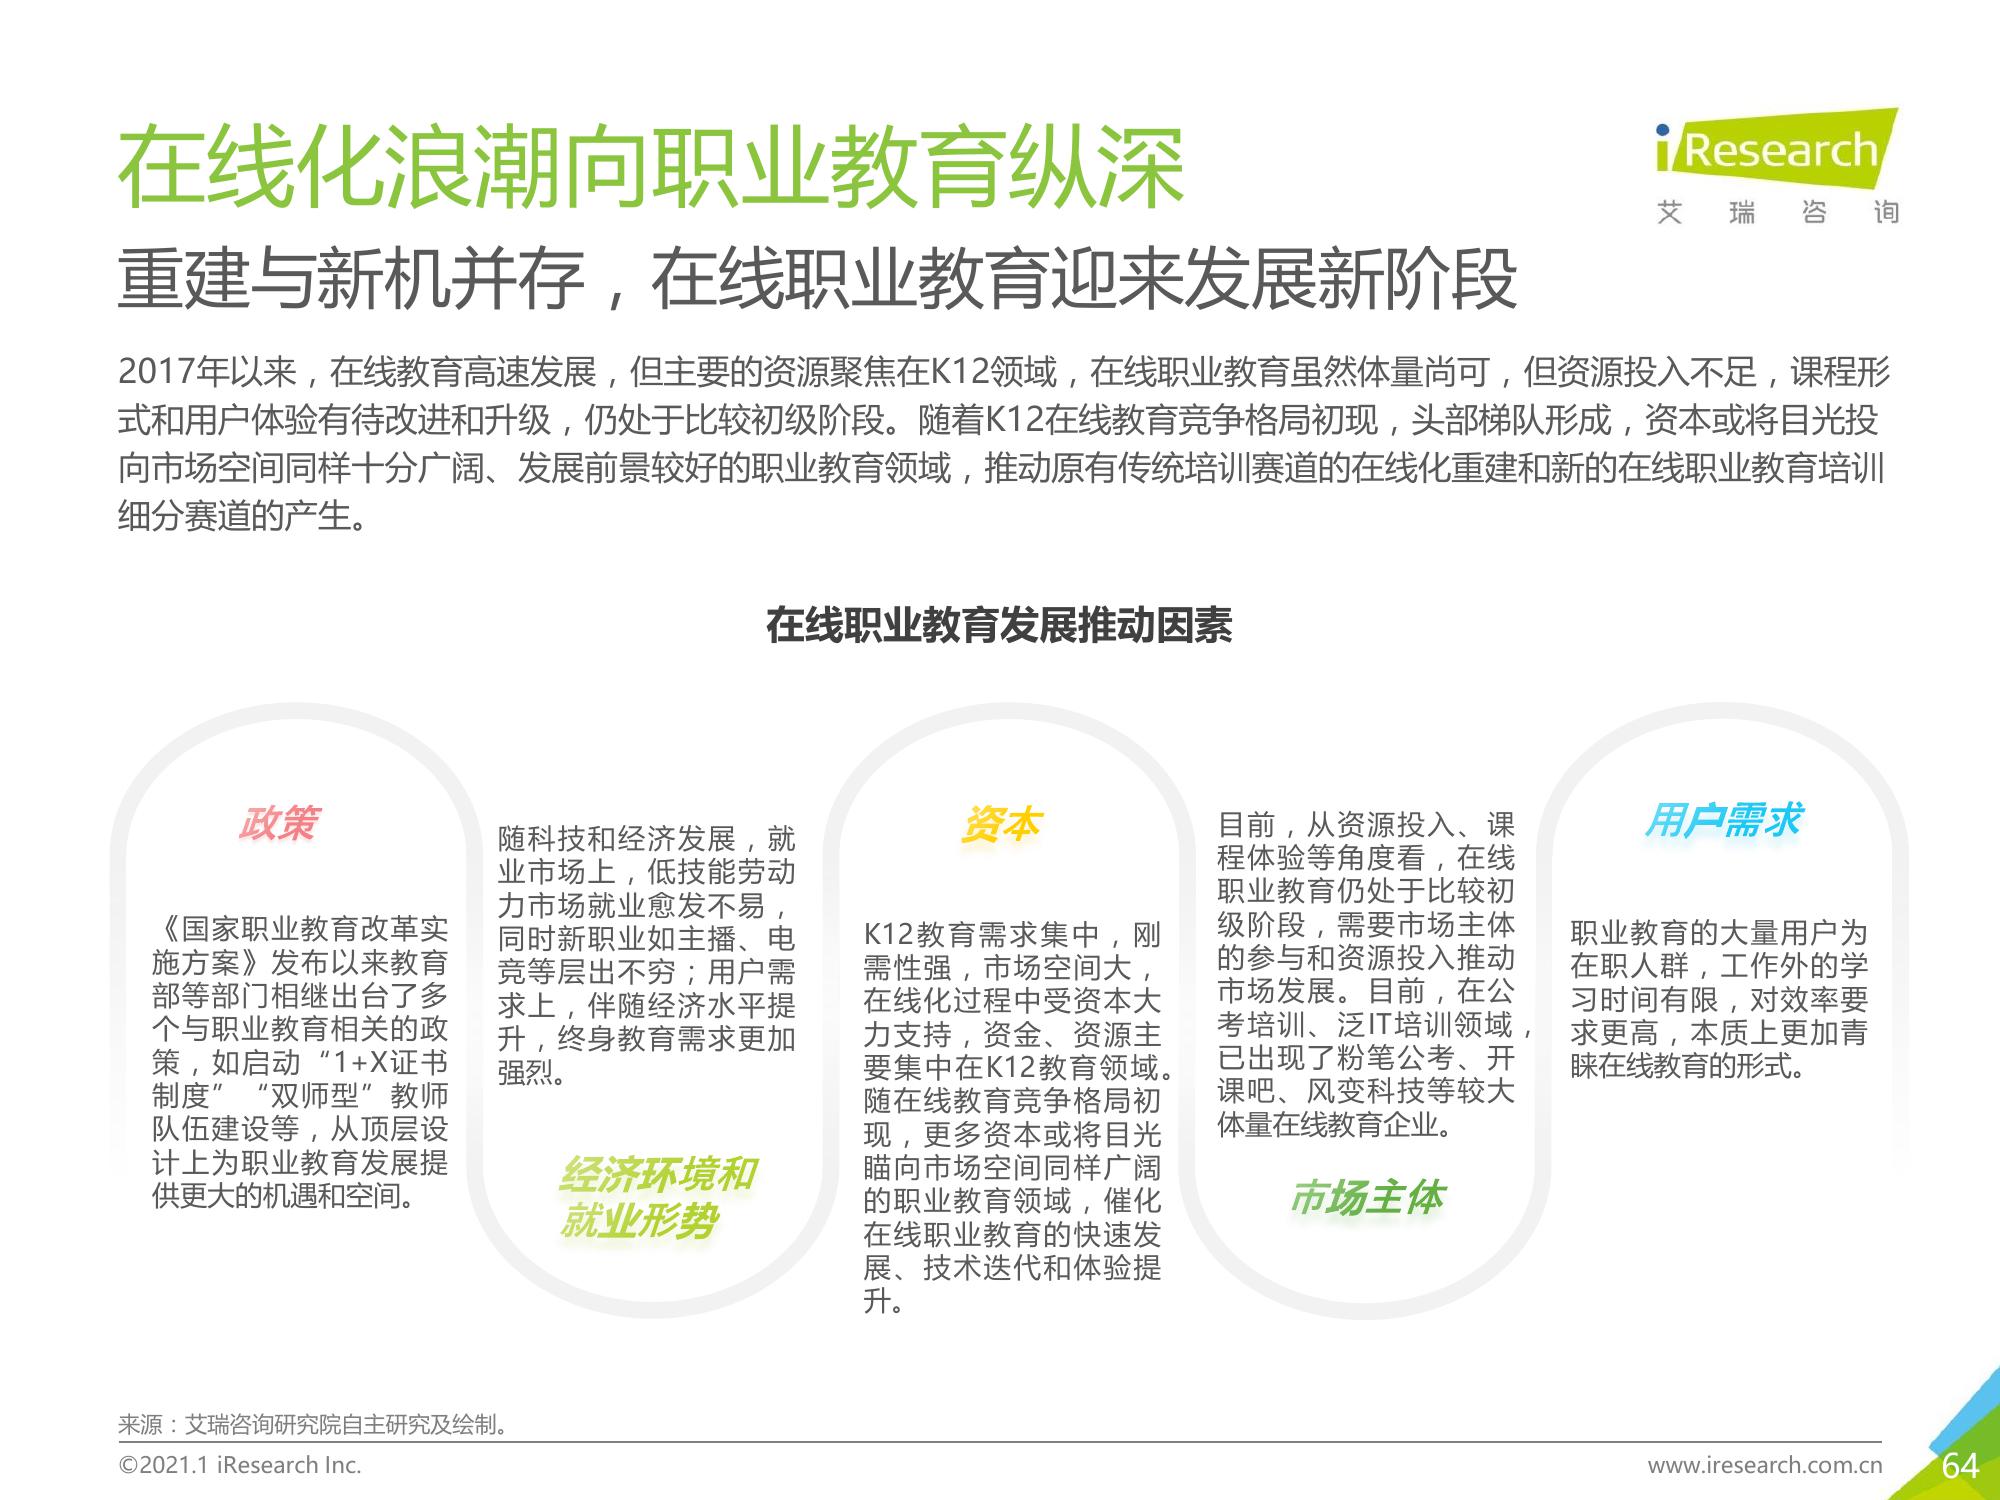 在线化浪潮向职业教育纵深
iResearch
艾瑞咨询
重建与新机并存，在线职业教育迎来发展新阶段
2017年以来，在线教育高速发展，但主要的资源聚焦在K12领域，在线职业教育虽然体量尚可，但资源投入不足，课程形
式和用户体验有待改进和升级，仍处于比较初级阶段。随着K12在线教育竞争格局初现，头部梯队形成，资本或将目光投
向市场空间同样十分广阔、发展前景较好的职业教育领域，推动原有传统培训赛道的在线化重建和新的在线职业教育培训
细分赛道的产生。
在线职业教育发展推动因素
政策
《国家职业教育改革实
施方案》发布以来教育
部等部门相继出台了多
个与职业教育相关的政
策，如启动“1+X证书
制度”“双师型”教师
队伍建设等，从顶层设
计上为职业教育发展提
供更大的机遇和空间。
随科技和经济发展，就
业市场上，低技能劳动
力市场就业愈发不易，
同时新职业如主播、电
竞等层出不穷；用户需
求上，伴随经济水平提
升，终身教育需求更加
强烈。
经济环境和
就业形势
资本
K12教育需求集中，刚
需性强，市场空间大，
在线化过程中受资本大
力支持，资金、资源主
要集中在K12教育领域。
随在线教育竞争格局初
现，更多资本或将目光
瞄向市场空间同样广阔
的职业教育领域，催化
在线职业教育的快速发
展、技术迭代和体验提
升。
目前，从资源投入、课
程体验等角度看，在线
职业教育仍处于比较初
级阶段，需要市场主体
的参与和资源投入推动
市场发展。目前，在公
考培训、泛IT培训领域，
已出现了粉笔公考、开
课吧、风变科技等较大
体量在线教育企业。
市场主体
用户需求
职业教育的大量用户为
在职人群，工作外的学
习时间有限，对效率要
求更高，本质上更加青
睐在线教育的形式。
来源：艾瑞咨询研究院自主研究及绘制。
©2021.1 iResearch Inc.
www.iresearch.com.cn
64